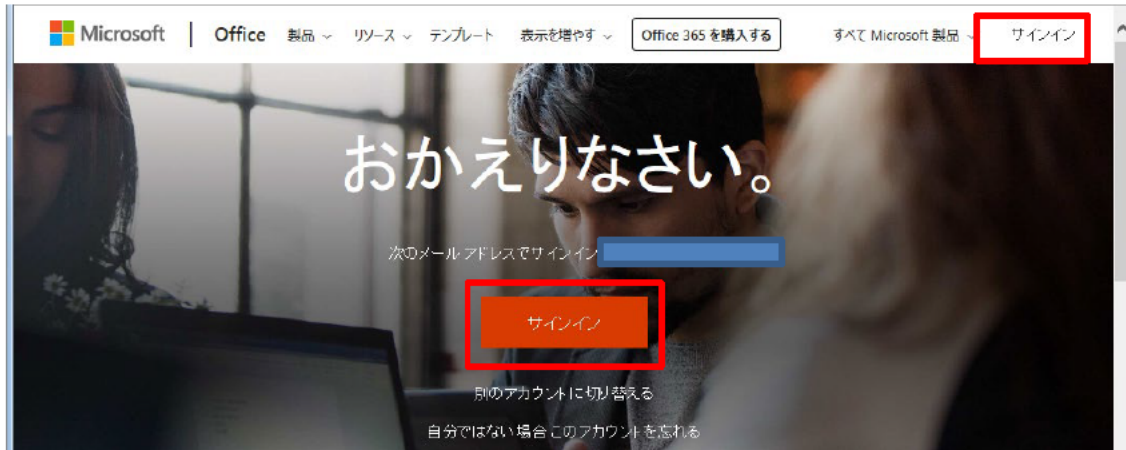 Microsoft | Office 製品 リソース テンプレート 表示を増やす Office 365 を購入する すべて Microsoft 製品 サインイン
おかえりなさい。
次のメール アドレスでサインイン
サインイン
別のアカウントに切り替える
自分ではない場合このアカウントを忘れる